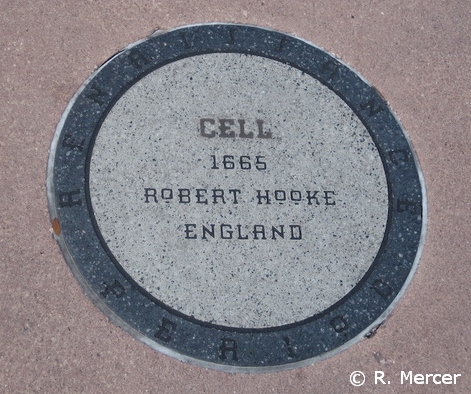 RENAISSANCE
CELL
1665
ROBERT HOOKE
ENGLAND
PERIOD
© R. Mercer